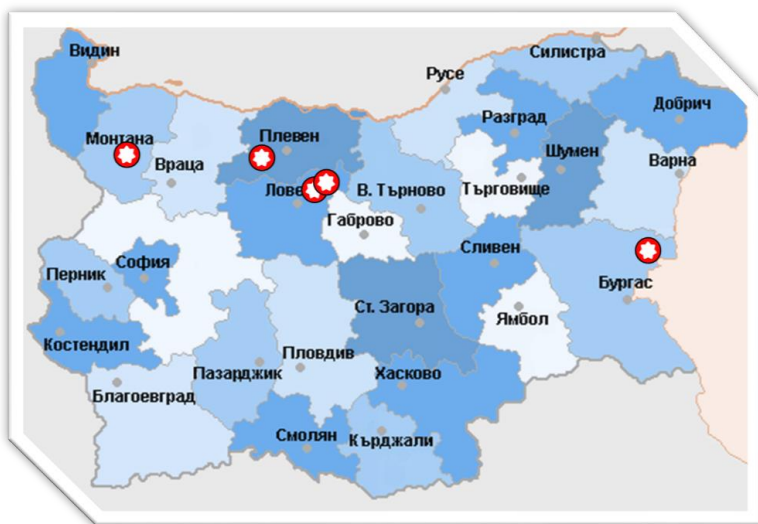 Видин
Силистра
Русе
Добрич
Разград
Монтана
Плевен
Враца
Шумен
Варна
Търговище
Лове
В. Търново
Габрово
Сливен
София
Перник
Бургас
Ст. Загора
Ямбол
Костендил
Пловдив
Пазарджик
Хасково
Благоевград
Смолян
Кърджали